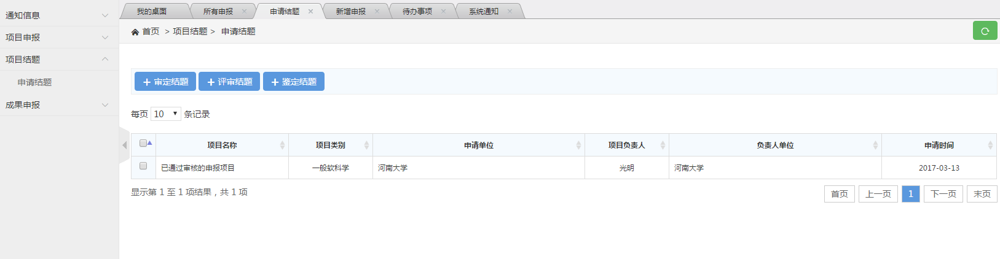 通知信息
项目申报
项目结题
申请结题
成果申报
我的桌面 所有申报 × 申请结题 × 新增申报 × 待办事项 × 系统通知 ×
首页 > 项目结题 > 申请结题
+ 审定结题 + 评审结题 + 鉴定结题
每页 10 条记录
项目名称 项目类别 申请单位 项目负责人 负责人单位 申请时间
已通过审核的申报项目 一般软科学 河南大学 光明 河南大学 2017-03-13
显示第 1 至 1 项结果，共 1 项
首页 上一页 1 下一页 末页